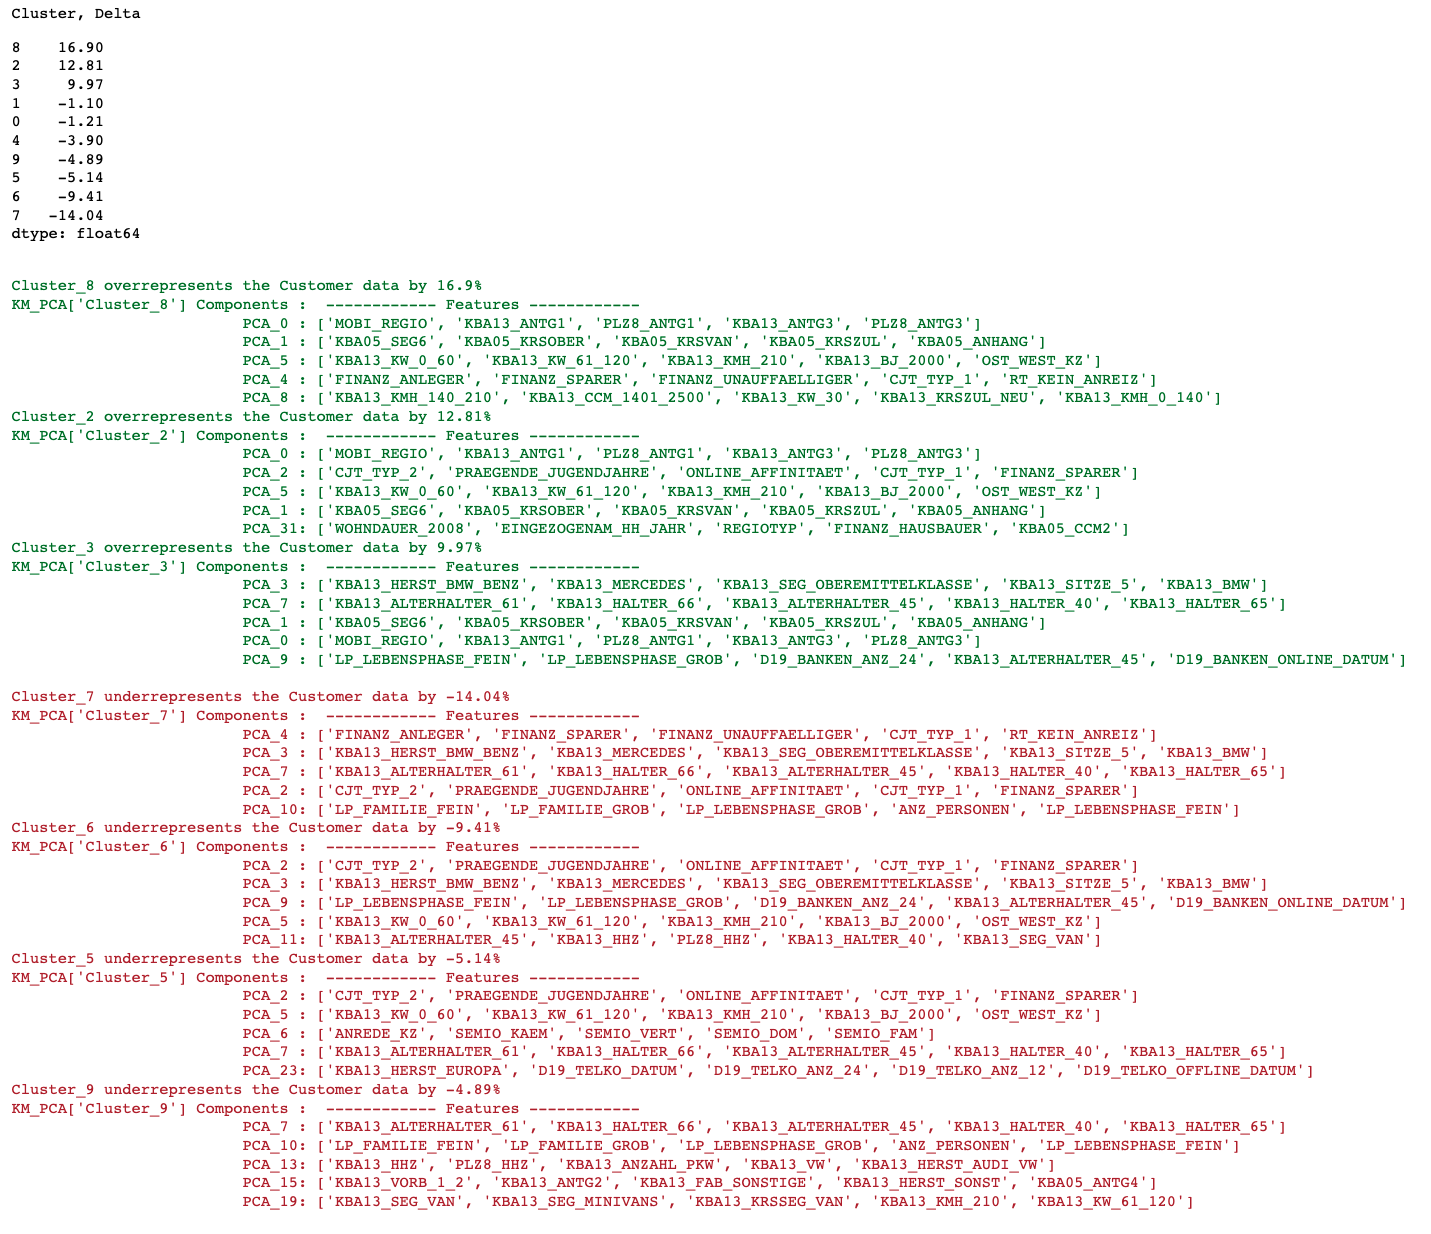 Cluster, Delta
8    16.90
2    12.81
3     9.97
1    -1.10
0    -1.21
4    -3.90
9    -4.89
5    -5.14
6    -9.41
7   -14.04
dtype: float64
Cluster_8 overrepresents the Customer data by 16.9%
KM_PCA['Cluster_8'] Components :  ------------ Features ------------
PCA_0 : ['MOBI_REGIO', 'KBA13_ANTG1', 'PLZ8_ANTG1', 'KBA13_ANTG3', 'PLZ8_ANTG3']
PCA_1 : ['KBA05_SEG6', 'KBA05_KRSOBER', 'KBA05_KRSVAN', 'KBA05_KRSZUL', 'KBA05_ANHANG']
PCA_5 : ['KBA13_KW_0_60', 'KBA13_KW_61_120', 'KBA13_KMH_210', 'KBA13_BJ_2000', 'OST_WEST_KZ']
PCA_4 : ['FINANZ_ANLEGER', 'FINANZ_SPARER', 'FINANZ_UNAUFFAELLIGER', 'CJT_TYP_1', 'RT_KEIN_ANREIZ']
PCA_8 : ['KBA13_KMH_140_210', 'KBA13_CCM_1401_2500', 'KBA13_KW_30', 'KBA13_KRSZUL_NEU', 'KBA13_KMH_0_140']
Cluster_2 overrepresents the Customer data by 12.81%
KM_PCA['Cluster_2'] Components :  ------------ Features ------------
PCA_0 : ['MOBI_REGIO', 'KBA13_ANTG1', 'PLZ8_ANTG1', 'KBA13_ANTG3', 'PLZ8_ANTG3']
PCA_2 : ['CJT_TYP_2', 'PRAEGENDE_JUGENDJAHRE', 'ONLINE_AFFINITAET', 'CJT_TYP_1', 'FINANZ_SPARER']
PCA_5 : ['KBA13_KW_0_60', 'KBA13_KW_61_120', 'KBA13_KMH_210', 'KBA13_BJ_2000', 'OST_WEST_KZ']
PCA_1 : ['KBA05_SEG6', 'KBA05_KRSOBER', 'KBA05_KRSVAN', 'KBA05_KRSZUL', 'KBA05_ANHANG']
PCA_31: ['WOHNDAUER_2008', 'EINGEZOGENAM_HH_JAHR', 'REGIOTYP', 'FINANZ_HAUSBAUER', 'KBA05_CCM2']
Cluster_3 overrepresents the Customer data by 9.97%
KM_PCA['Cluster_3'] Components :  ------------ Features ------------
PCA_3 : ['KBA13_HERST_BMW_BENZ', 'KBA13_MERCEDES', 'KBA13_SEG_OBEREMITTELKLASSE', 'KBA13_SITZE_5', 'KBA13_BMW']
PCA_7 : ['KBA13_ALTERHALTER_61', 'KBA13_HALTER_66', 'KBA13_ALTERHALTER_45', 'KBA13_HALTER_40', 'KBA13_HALTER_65']
PCA_1 : ['KBA05_SEG6', 'KBA05_KRSOBER', 'KBA05_KRSVAN', 'KBA05_KRSZUL', 'KBA05_ANHANG']
PCA_0 : ['MOBI_REGIO', 'KBA13_ANTG1', 'PLZ8_ANTG1', 'KBA13_ANTG3', 'PLZ8_ANTG3']
PCA_9 : ['LP_LEBENSPHASE_FEIN', 'LP_LEBENSPHASE_GROB', 'D19_BANKEN_ANZ_24', 'KBA13_ALTERHALTER_45', 'D19_BANKEN_ONLINE_DATUM']
Cluster_7 underrepresents the Customer data by -14.04%
KM_PCA['Cluster_7'] Components :  ------------ Features ------------
PCA_4 : ['FINANZ_ANLEGER', 'FINANZ_SPARER', 'FINANZ_UNAUFFAELLIGER', 'CJT_TYP_1', 'RT_KEIN_ANREIZ']
PCA_3 : ['KBA13_HERST_BMW_BENZ', 'KBA13_MERCEDES', 'KBA13_SEG_OBEREMITTELKLASSE', 'KBA13_SITZE_5', 'KBA13_BMW']
PCA_7 : ['KBA13_ALTERHALTER_61', 'KBA13_HALTER_66', 'KBA13_ALTERHALTER_45', 'KBA13_HALTER_40', 'KBA13_HALTER_65']
PCA_2 : ['CJT_TYP_2', 'PRAEGENDE_JUGENDJAHRE', 'ONLINE_AFFINITAET', 'CJT_TYP_1', 'FINANZ_SPARER']
PCA_10: ['LP_FAMILIE_FEIN', 'LP_FAMILIE_GROB', 'LP_LEBENSPHASE_GROB', 'ANZ_PERSONEN', 'LP_LEBENSPHASE_FEIN']
Cluster_6 underrepresents the Customer data by -9.41%
KM_PCA['Cluster_6'] Components :  ------------ Features ------------
PCA_2 : ['CJT_TYP_2', 'PRAEGENDE_JUGENDJAHRE', 'ONLINE_AFFINITAET', 'CJT_TYP_1', 'FINANZ_SPARER']
PCA_3 : ['KBA13_HERST_BMW_BENZ', 'KBA13_MERCEDES', 'KBA13_SEG_OBEREMITTELKLASSE', 'KBA13_SITZE_5', 'KBA13_BMW']
PCA_9 : ['LP_LEBENSPHASE_FEIN', 'LP_LEBENSPHASE_GROB', 'D19_BANKEN_ANZ_24', 'KBA13_ALTERHALTER_45', 'D19_BANKEN_ONLINE_DATUM']
PCA_5 : ['KBA13_KW_0_60', 'KBA13_KW_61_120', 'KBA13_KMH_210', 'KBA13_BJ_2000', 'OST_WEST_KZ']
PCA_11: ['KBA13_ALTERHALTER_45', 'KBA13_HHZ', 'PLZ8_HHZ', 'KBA13_HALTER_40', 'KBA13_SEG_VAN']
Cluster_5 underrepresents the Customer data by -5.14%
KM_PCA['Cluster_5'] Components :  ------------ Features ------------
PCA_2 : ['CJT_TYP_2', 'PRAEGENDE_JUGENDJAHRE', 'ONLINE_AFFINITAET', 'CJT_TYP_1', 'FINANZ_SPARER']
PCA_5 : ['KBA13_KW_0_60', 'KBA13_KW_61_120', 'KBA13_KMH_210', 'KBA13_BJ_2000', 'OST_WEST_KZ']
PCA_6 : ['ANREDE_KZ', 'SEMIO_KAEM', 'SEMIO_VERT', 'SEMIO_DOM', 'SEMIO_FAM']
PCA_7 : ['KBA13_ALTERHALTER_61', 'KBA13_HALTER_66', 'KBA13_ALTERHALTER_45', 'KBA13_HALTER_40', 'KBA13_HALTER_65']
PCA_23: ['KBA13_HERST_EUROPA', 'D19_TELKO_DATUM', 'D19_TELKO_ANZ_24', 'D19_TELKO_ANZ_12', 'D19_TELKO_OFFLINE_DATUM']
Cluster_9 underrepresents the Customer data by -4.89%
KM_PCA['Cluster_9'] Components :  ------------ Features ------------
PCA_7 : ['KBA13_ALTERHALTER_61', 'KBA13_HALTER_66', 'KBA13_ALTERHALTER_45', 'KBA13_HALTER_40', 'KBA13_HALTER_65']
PCA_10: ['LP_FAMILIE_FEIN', 'LP_FAMILIE_GROB', 'LP_LEBENSPHASE_GROB', 'ANZ_PERSONEN', 'LP_LEBENSPHASE_FEIN']
PCA_13: ['KBA13_HHZ', 'PLZ8_HHZ', 'KBA13_ANZAHL_PKW', 'KBA13_VW', 'KBA13_HERST_AUDI_VW']
PCA_15: ['KBA13_VORB_1_2', 'KBA13_ANTG2', 'KBA13_FAB_SONSTIGE', 'KBA13_HERST_SONST', 'KBA05_ANTG4']
PCA_19: ['KBA13_SEG_VAN', 'KBA13_SEG_MINIVANS', 'KBA13_KRSSEG_VAN', 'KBA13_KMH_210', 'KBA13_KW_61_120']